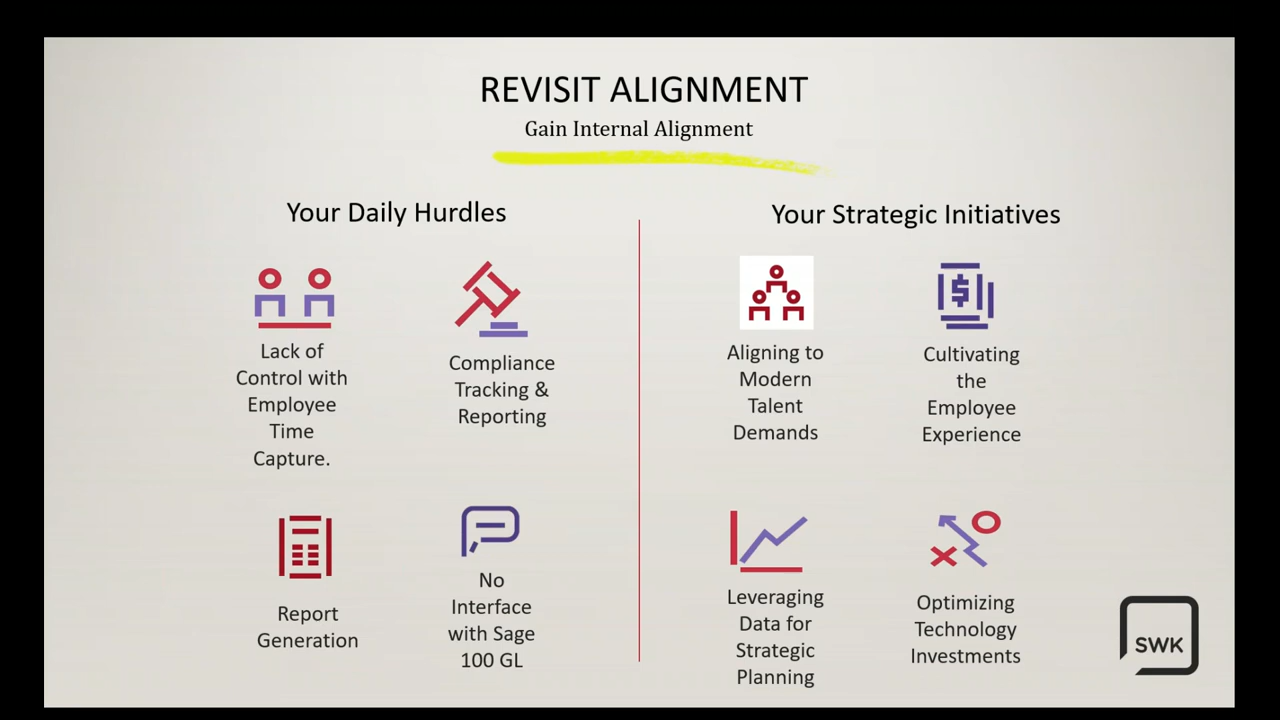 REVISIT ALIGNMENT
Gain Internal Alignment
Your Daily Hurdles
Lack of
Control with
Employee
Time
Capture.
Compliance
Tracking &
Reporting
Report
Generation
No
Interface
with Sage
100 GL
Your Strategic Initiatives
Aligning to
Modern
Talent
Demands
$
Cultivating
the
Employee
Experience
Leveraging
Data for
Strategic
Planning
Optimizing
Technology
Investments
SWK